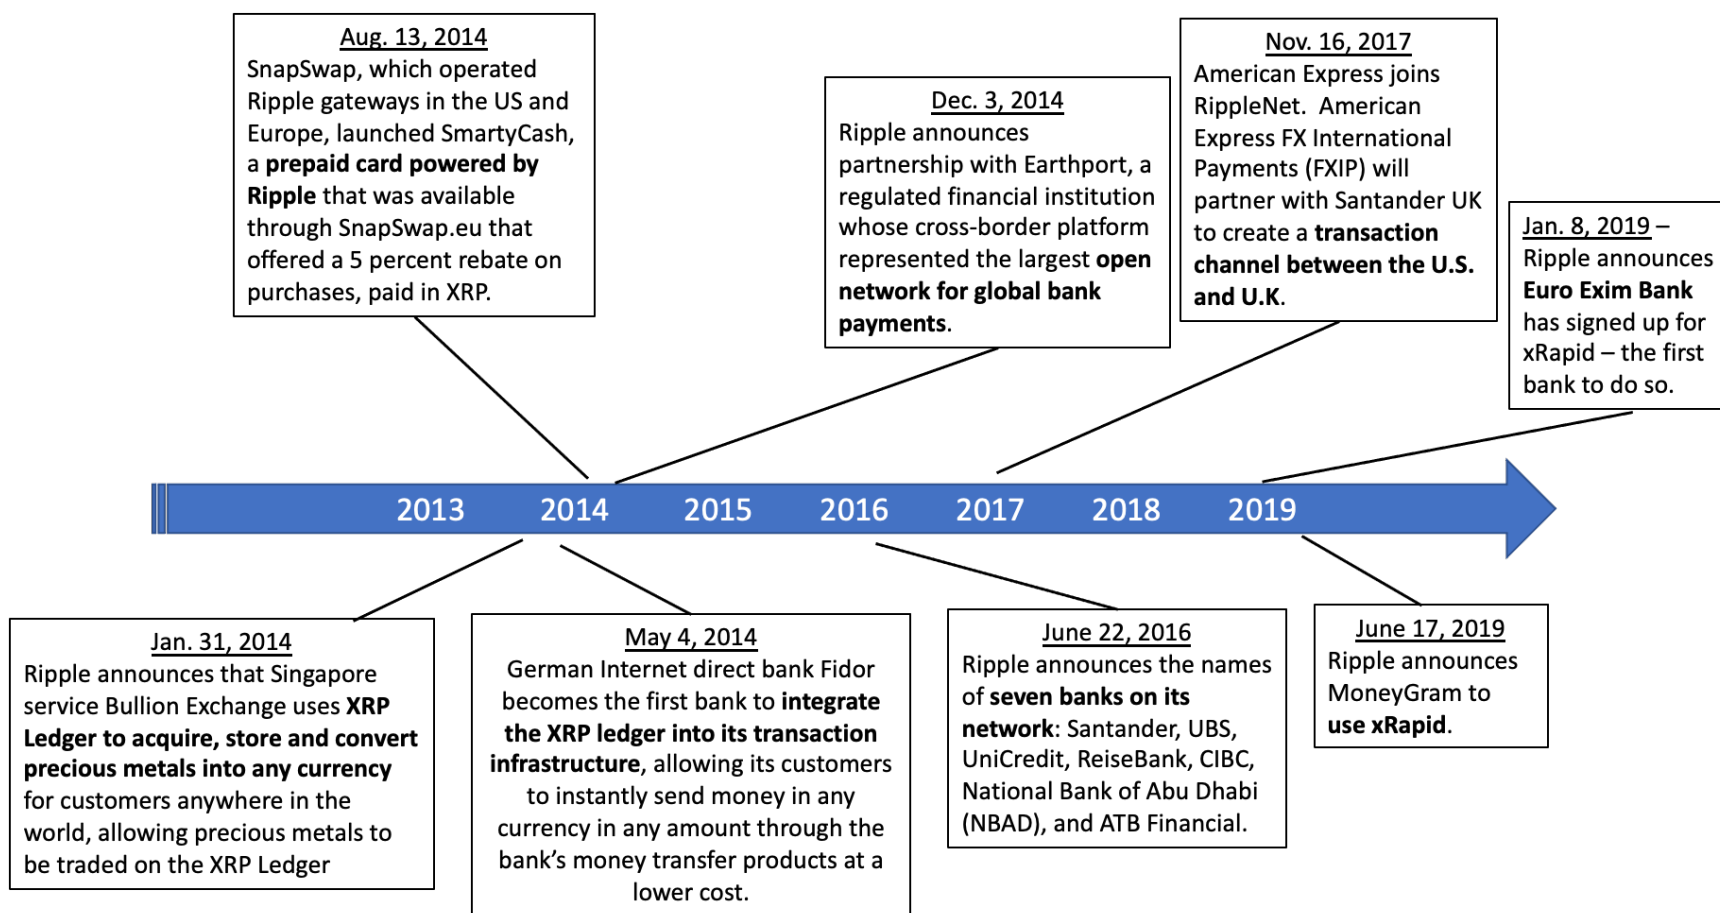 Aug. 13, 2014
SnapSwap, which operated
Ripple gateways in the US and
Europe, launched SmartyCash,
a prepaid card powered by
Ripple that was available
through SnapSwap.eu that
offered a 5 percent rebate on
purchases, paid in XRP.
Dec. 3, 2014
Ripple announces
partnership with Earthport, a
regulated financial institution
whose cross-border platform
represented the largest open
network for global bank
payments.
Nov. 16, 2017
American Express joins
RippleNet.  American
Express FX International
Payments (FXIP) will
partner with Santander UK
to create a transaction
channel between the U.S.
and U.K.
Jan. 8, 2019 –
Ripple announces
Euro Exim Bank
has signed up for
xRapid – the first
bank to do so.
2013 2014 2015 2016 2017 2018 2019
Jan. 31, 2014
Ripple announces that Singapore
service Bullion Exchange uses XRP
Ledger to acquire, store and convert
precious metals into any currency
for customers anywhere in the
world, allowing precious metals to
be traded on the XRP Ledger
May 4, 2014
German Internet direct bank Fidor
becomes the first bank to integrate
the XRP ledger into its transaction
infrastructure, allowing its customers
to instantly send money in any
currency in any amount through the
bank’s money transfer products at a
lower cost.
June 22, 2016
Ripple announces the names
of seven banks on its
network: Santander, UBS,
UniCredit, ReiseBank, CIBC,
National Bank of Abu Dhabi
(NBAD), and ATB Financial.
June 17, 2019
Ripple announces
MoneyGram to
use xRapid.